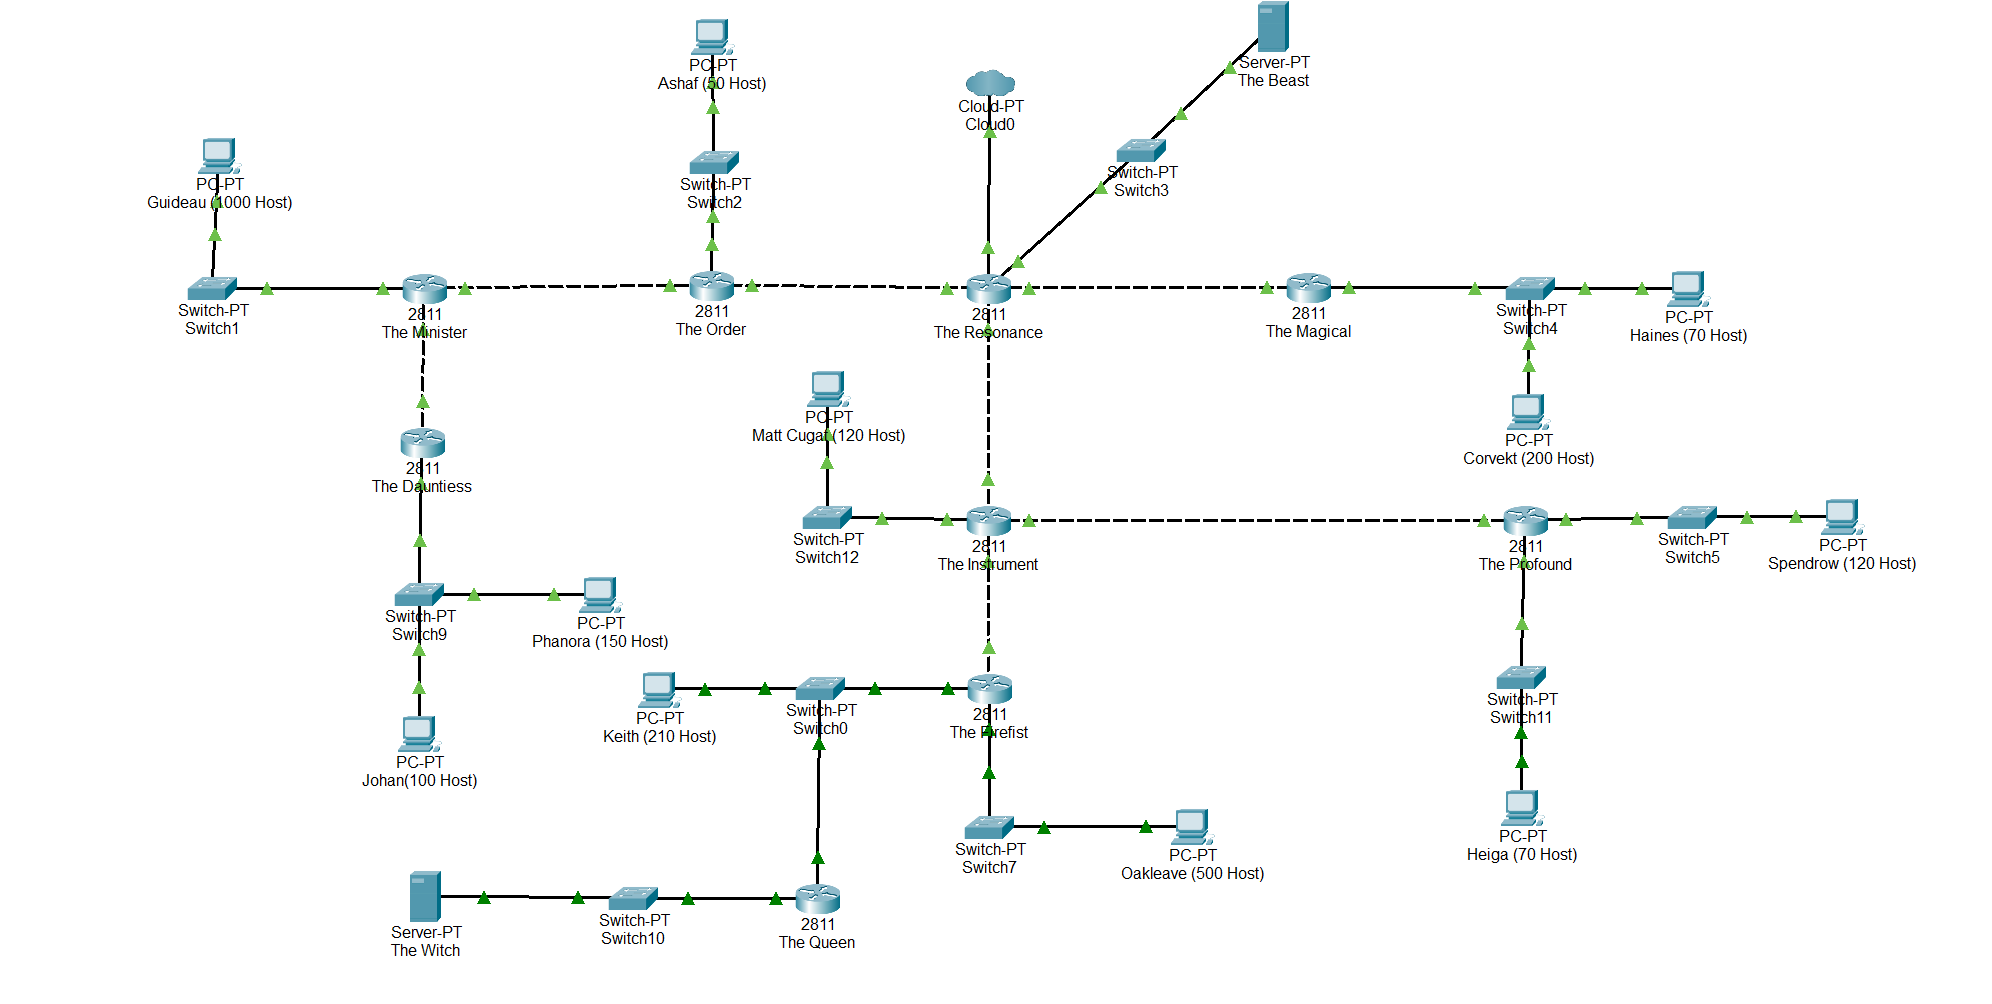 PC-PT
Ashaf (50 Host)
Server-PT
The Beast
Cloud-PT
Cloud0
PC-PT
Guideau (1000 Host)
Switch-PT
Switch2
Switch-PT
Switch3
Switch-PT
Switch1
2811
The Minister
2811
The Order
2811
The Resonance
2811
The Magical
Switch-PT
Switch4
PC-PT
Haines (70 Host)
PC-PT
Matt Cugat (120 Host)
PC-PT
Corvekt (200 Host)
2811
The Dauntiess
Switch-PT
Switch12
2811
The Instrument
2811
The Profound
Switch-PT
Switch5
PC-PT
Spendrow (120 Host)
Switch-PT
Switch9
PC-PT
Phanora (150 Host)
PC-PT
Keith (210 Host)
Switch-PT
Switch0
2811
The Firefist
Switch-PT
Switch11
PC-PT
Johan(100 Host)
Switch-PT
Switch7
PC-PT
Oakleave (500 Host)
PC-PT
Heiga (70 Host)
Server-PT
The Witch
Switch-PT
Switch10
2811
The Queen